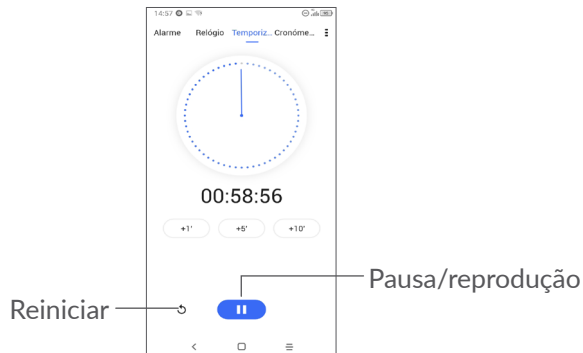 14:57
Alarme Relógio Temporiz... Cronóme...
00:58:56
+1' +5' +10'
Pausa/reprodução
Reiniciar